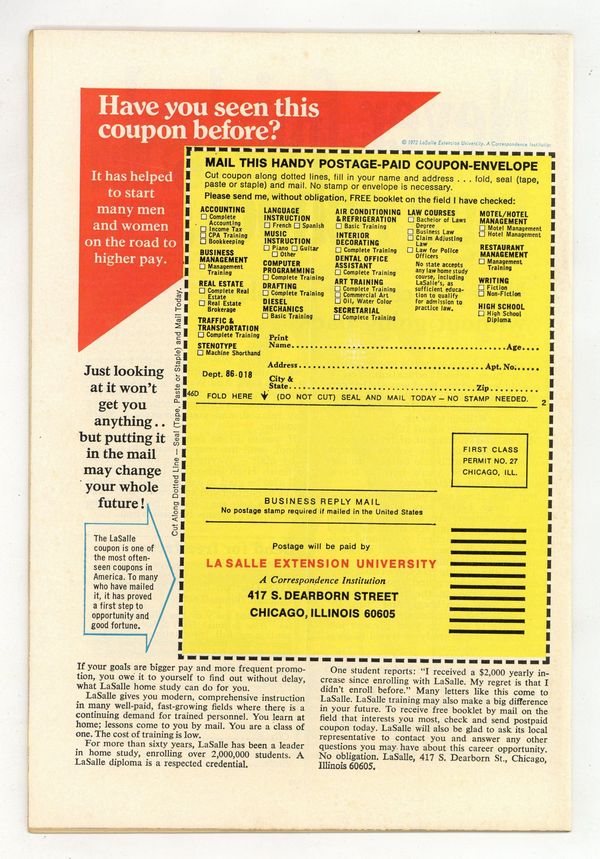 Have you seen this
coupon before?
© 1972 LaSalle Extension University. A Correspondence Institution
It has helped
to start
many men
and women
on the road to
higher pay.
Just looking
at it won't
get you
anything . .
but putting it
in the mail
may change
your whole
future!
The LaSalle
coupon is one of
the most often-
seen coupons in
America. To many
who have mailed
it, it has proved
a first step to
opportunity and
good fortune.
Cut Along Dotted Line — Seal (Tape, Paste or Staple) and Mail Today.
MAIL THIS HANDY POSTAGE-PAID COUPON-ENVELOPE
Cut coupon along dotted lines, fill in your name and address . . . fold, seal (tape,
paste or staple) and mail. No stamp or envelope is necessary.
Please send me, without obligation, FREE booklet on the field I have checked:
ACCOUNTING
☐ Complete
Accounting
☐ Income Tax
☐ CPA Training
☐ Bookkeeping
BUSINESS
MANAGEMENT
☐ Management
Training
REAL ESTATE
☐ Complete Real
Estate
☐ Real Estate
Brokerage
TRAFFIC &
TRANSPORTATION
☐ Complete Training
STENOTYPE
☐ Machine Shorthand
LANGUAGE
INSTRUCTION
☐ French ☐ Spanish
MUSIC
INSTRUCTION
☐ Piano ☐ Guitar
☐ Other
COMPUTER
PROGRAMMING
☐ Complete Training
DRAFTING
☐ Complete Training
DIESEL
MECHANICS
☐ Basic Training
AIR CONDITIONING
& REFRIGERATION
☐ Basic Training
INTERIOR
DECORATING
☐ Complete Training
DENTAL OFFICE
ASSISTANT
☐ Complete Training
ART TRAINING
☐ Complete Training
☐ Commercial Art
☐ Oil, Water Color
SECRETARIAL
☐ Complete Training
LAW COURSES
☐ Bachelor of Laws
Degree
☐ Business Law
☐ Claim Adjusting
Law
☐ Law for Police
Officers
No state accepts
any law home study
course, including
LaSalle's, as
sufficient educa-
tion to qualify
for admission to
practice law.
MOTEL/HOTEL
MANAGEMENT
☐ Motel Management
☐ Hotel Management
RESTAURANT
MANAGEMENT
☐ Management
Training
WRITING
☐ Fiction
☐ Non-Fiction
HIGH SCHOOL
☐ High School
Diploma
Print
Name.......... Age....
Address.......... Apt. No.....
Dept. 86-018
City &
State.......... Zip..........
46D FOLD HERE (DO NOT CUT) SEAL AND MAIL TODAY – NO STAMP NEEDED. 2
FIRST CLASS
PERMIT NO. 27
CHICAGO, ILL.
BUSINESS REPLY MAIL
No postage stamp required if mailed in the United States
Postage will be paid by
LA SALLE EXTENSION UNIVERSITY
A Correspondence Institution
417 S. DEARBORN STREET
CHICAGO, ILLINOIS 60605
If your goals are bigger pay and more frequent promo-
tion, you owe it to yourself to find out without delay,
what LaSalle home study can do for you.
LaSalle gives you modern, comprehensive instruction
in many well-paid, fast-growing fields where there is a
continuing demand for trained personnel. You learn at
home; lessons come to you by mail. You are a class of
one. The cost of training is low.
For more than sixty years, LaSalle has been a leader
in home study, enrolling over 2,000,000 students. A
LaSalle diploma is a respected credential.
One student reports: "I received a $2,000 yearly in-
crease since enrolling with LaSalle. My regret is that I
didn't enroll before." Many letters like this come to
LaSalle. LaSalle training may also make a big difference
in your future. To receive free booklet by mail on the
field that interests you most, check and send postpaid
coupon today. LaSalle will also be glad to ask its local
representative to contact you and answer any other
questions you may have about this career opportunity.
No obligation. LaSalle, 417 S. Dearborn St., Chicago,
Illinois 60605.